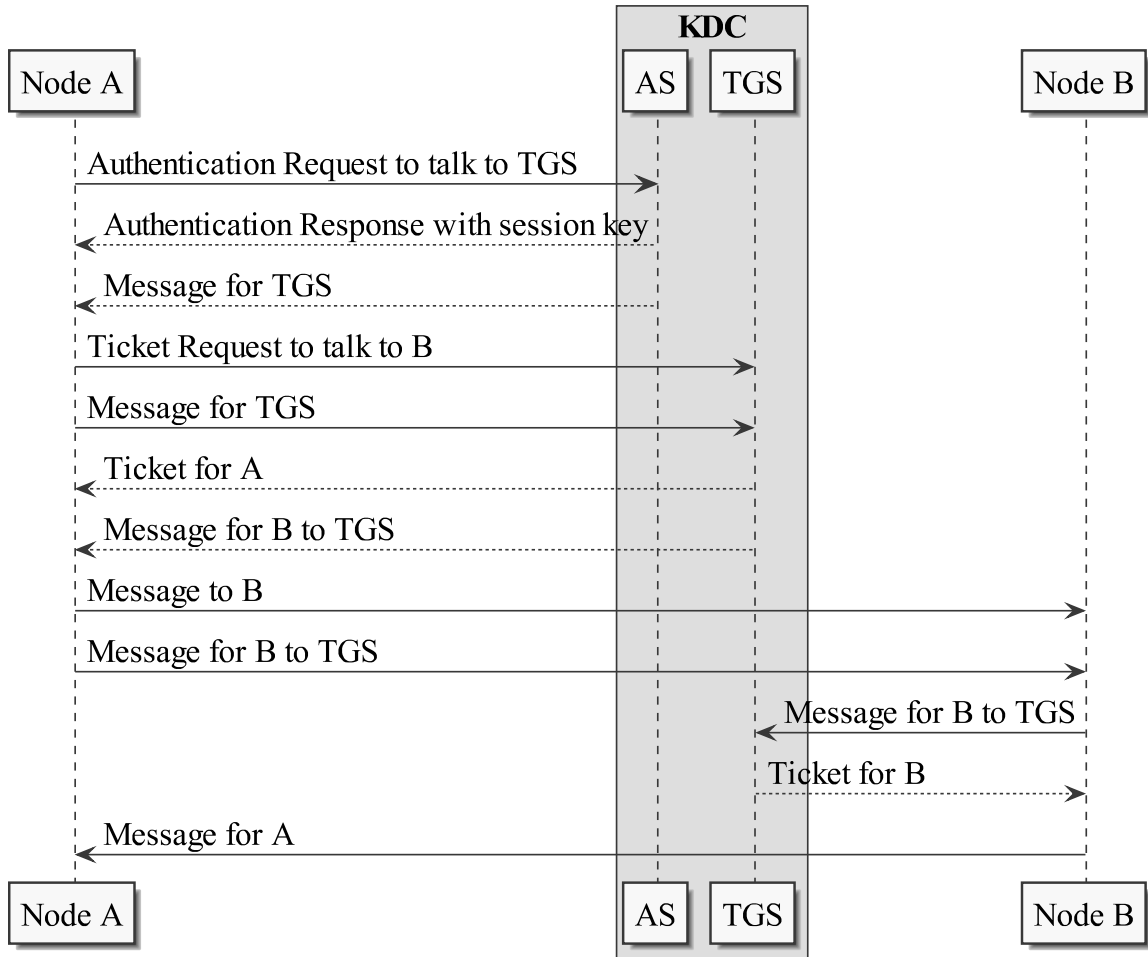 KDC
Node A
AS
TGS
Node B
Authentication Request to talk to TGS
Authentication Response with session key
Message for TGS
Ticket Request to talk to B
Message for TGS
Ticket for A
Message for B to TGS
Message to B
Message for B to TGS
Message for B to TGS
Ticket for B
Message for A
Node A
AS
TGS
Node B